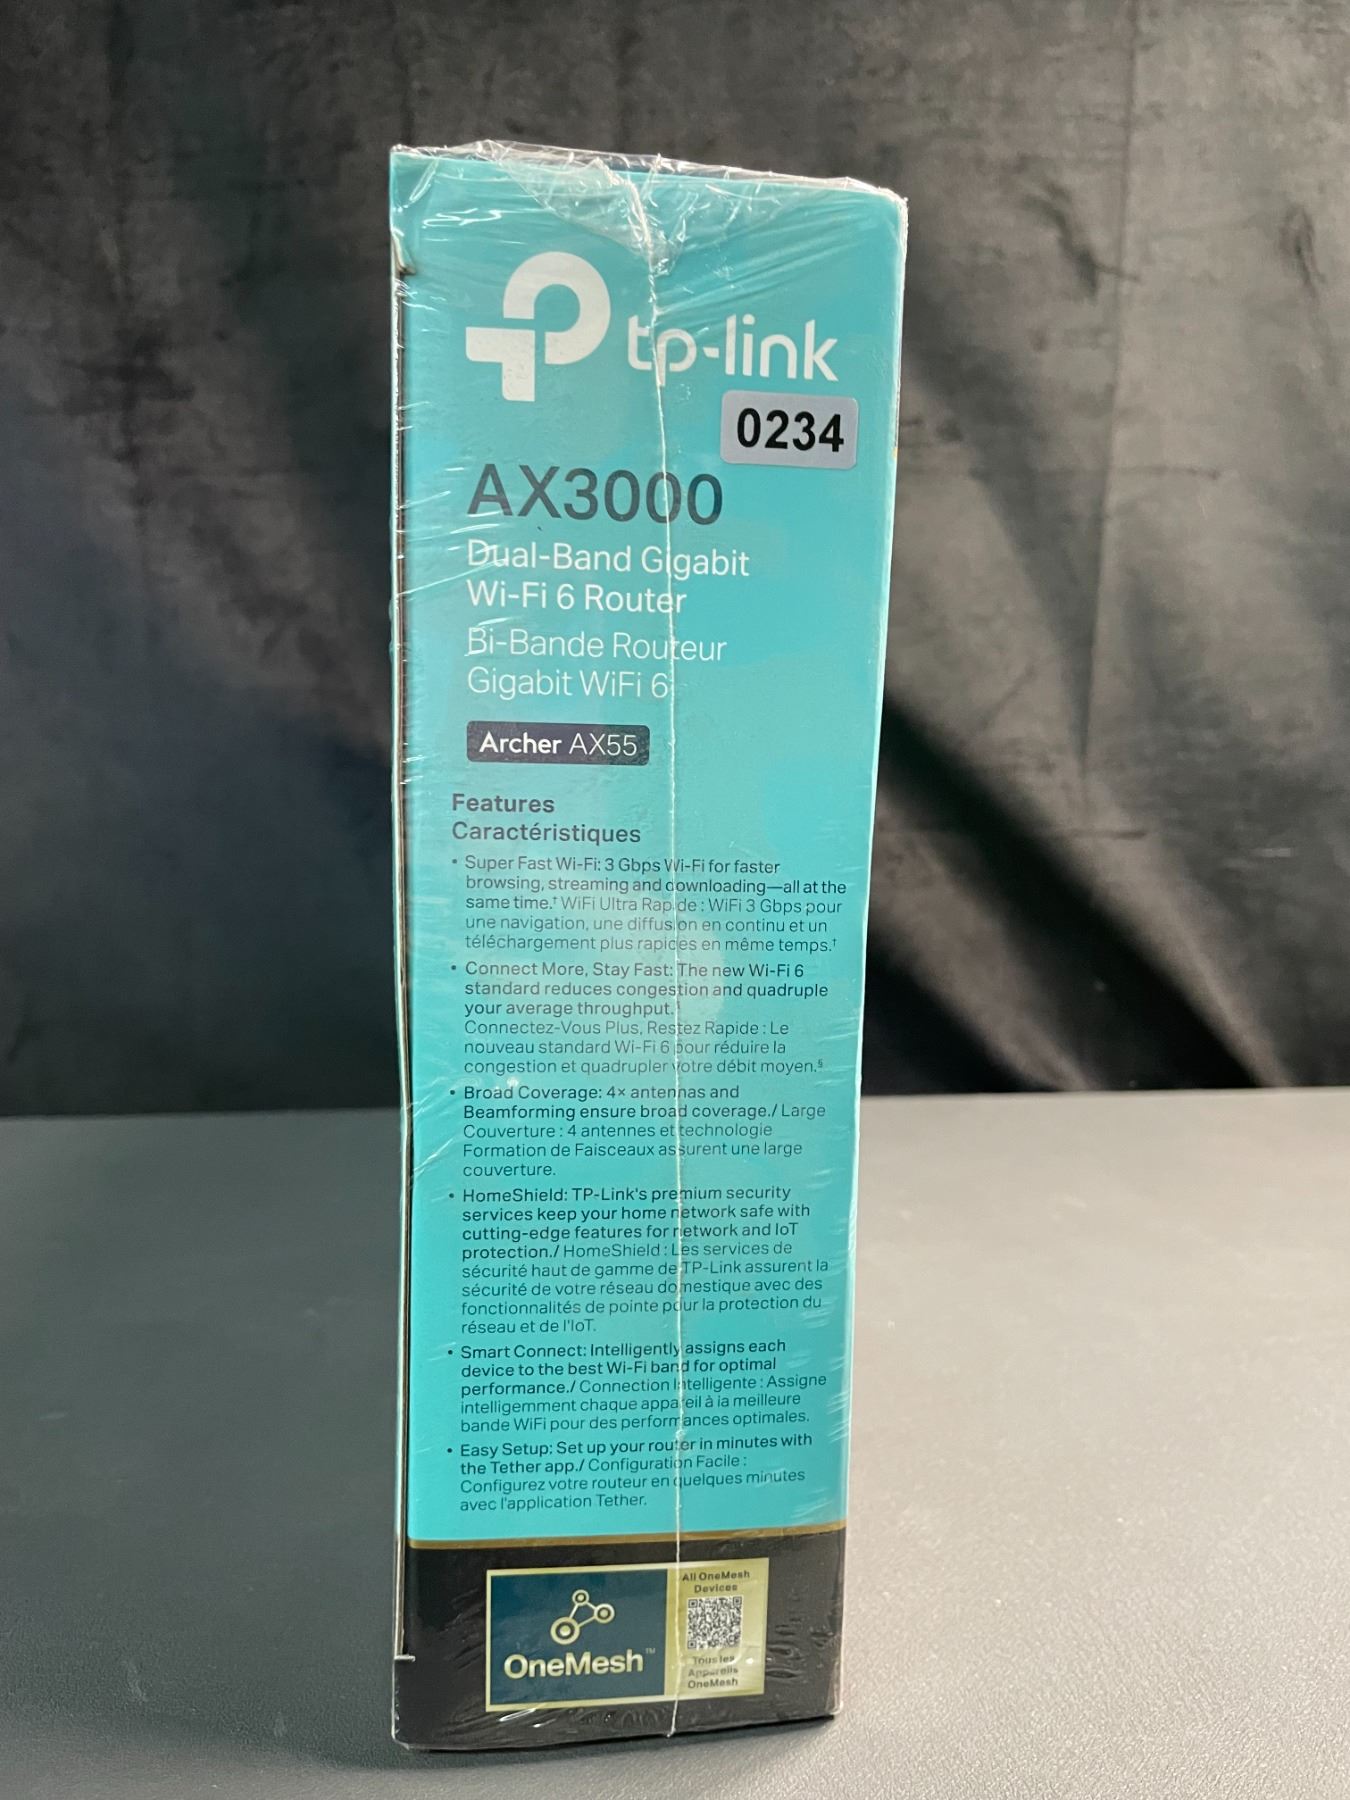 tp-link
0234
AX3000
Dual-Band Gigabit
Wi-Fi 6 Router
Bi-Bande Routeur
Gigabit WiFi 6
Archer AX55
Features
Caractéristiques
• Super Fast Wi-Fi: 3 Gbps Wi-Fi for faster
browsing, streaming and downloading—all at the
same time.† WiFi Ultra Rapide : WiFi 3 Gbps pour
une navigation, une diffusion en continu et un
téléchargement plus rapides en même temps.†
• Connect More, Stay Fast: The new Wi-Fi 6
standard reduces congestion and quadruple
your average throughput.
Connectez-Vous Plus, Restez Rapide : Le
nouveau standard Wi-Fi 6 pour réduire la
congestion et quadrupler votre débit moyen.§
• Broad Coverage: 4× antennas and
Beamforming ensure broad coverage./ Large
Couverture : 4 antennes et technologie
Formation de Faisceaux assurent une large
couverture.
• HomeShield: TP-Link's premium security
services keep your home network safe with
cutting-edge features for network and IoT
protection./ HomeShield : Les services de
sécurité haut de gamme de TP-Link assurent la
sécurité de votre réseau domestique avec des
fonctionnalités de pointe pour la protection du
réseau et de l'IoT.
• Smart Connect: Intelligently assigns each
device to the best Wi-Fi band for optimal
performance./ Connection Intelligente : Assigne
intelligemment chaque appareil à la meilleure
bande WiFi pour des performances optimales.
• Easy Setup: Set up your router in minutes with
the Tether app./ Configuration Facile :
Configurez votre routeur en quelques minutes
avec l'application Tether.
OneMesh™
All OneMesh
Devices
Tous les
Appareils
OneMesh